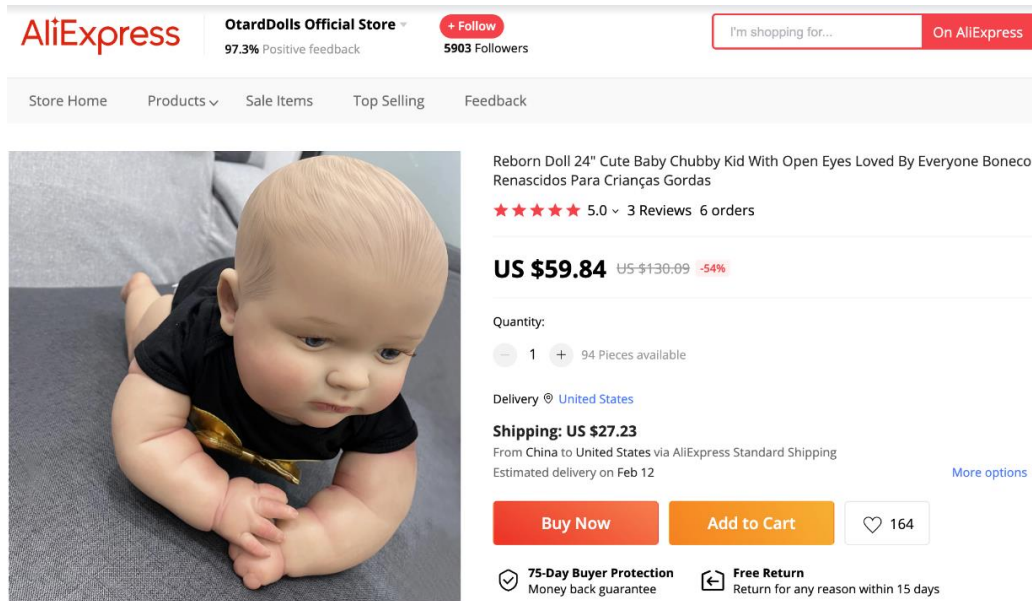 AliExpress
OtardDolls Official Store
97.3% Positive feedback
+ Follow
5903 Followers
I'm shopping for...
On AliExpress
Store Home
Products
Sale Items
Top Selling
Feedback
Reborn Doll 24" Cute Baby Chubby Kid With Open Eyes Loved By Everyone Boneco
Renascidos Para Crianças Gordas
5.0 3 Reviews 6 orders
US $59.84 US $130.09 -54%
Quantity:
− 1 + 94 Pieces available
Delivery United States
Shipping: US $27.23
From China to United States via AliExpress Standard Shipping
Estimated delivery on Feb 12
More options
Buy Now
Add to Cart
164
75-Day Buyer Protection
Money back guarantee
Free Return
Return for any reason within 15 days